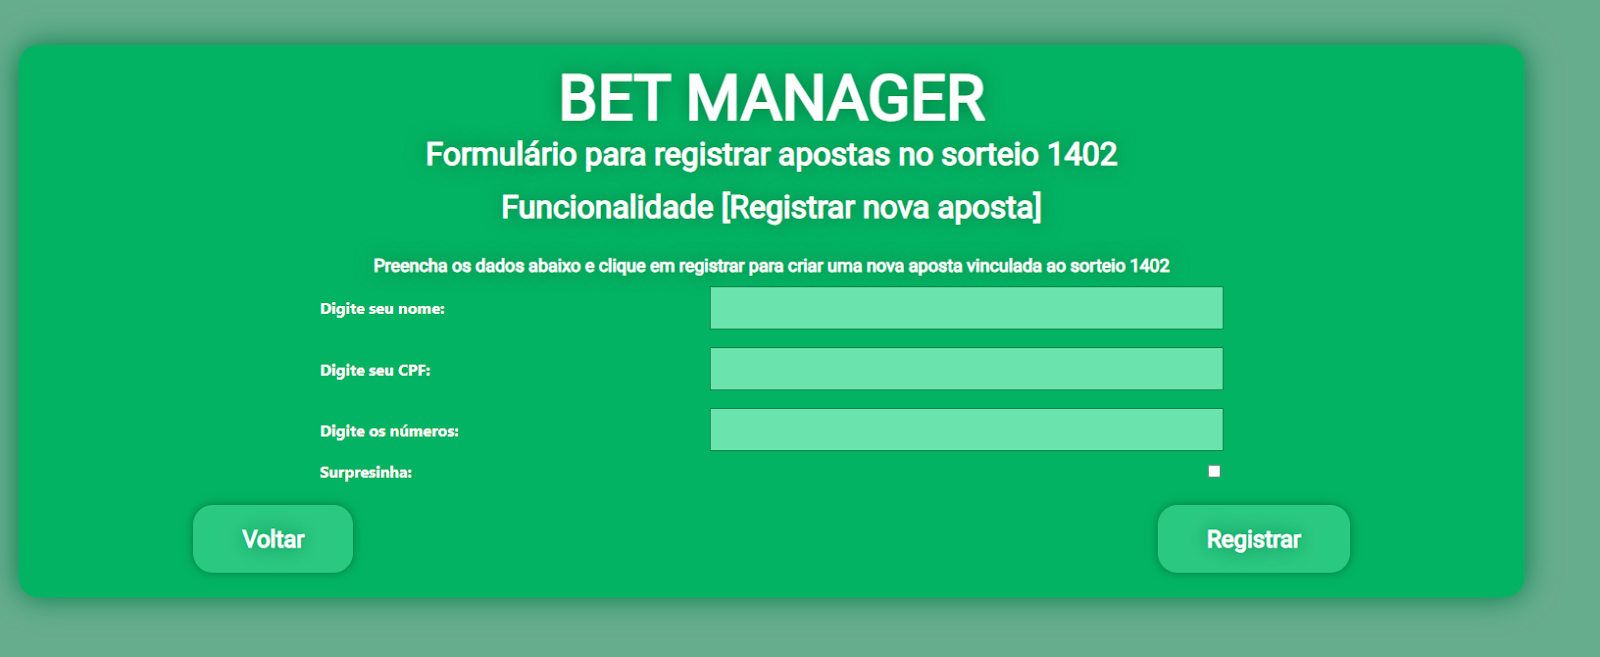 BET MANAGER
Formulário para registrar apostas no sorteio 1402
Funcionalidade [Registrar nova aposta]
Preencha os dados abaixo e clique em registrar para criar uma nova aposta vinculada ao sorteio 1402
Digite seu nome:
Digite seu CPF:
Digite os números:
Surpresinha:
Voltar
Registrar